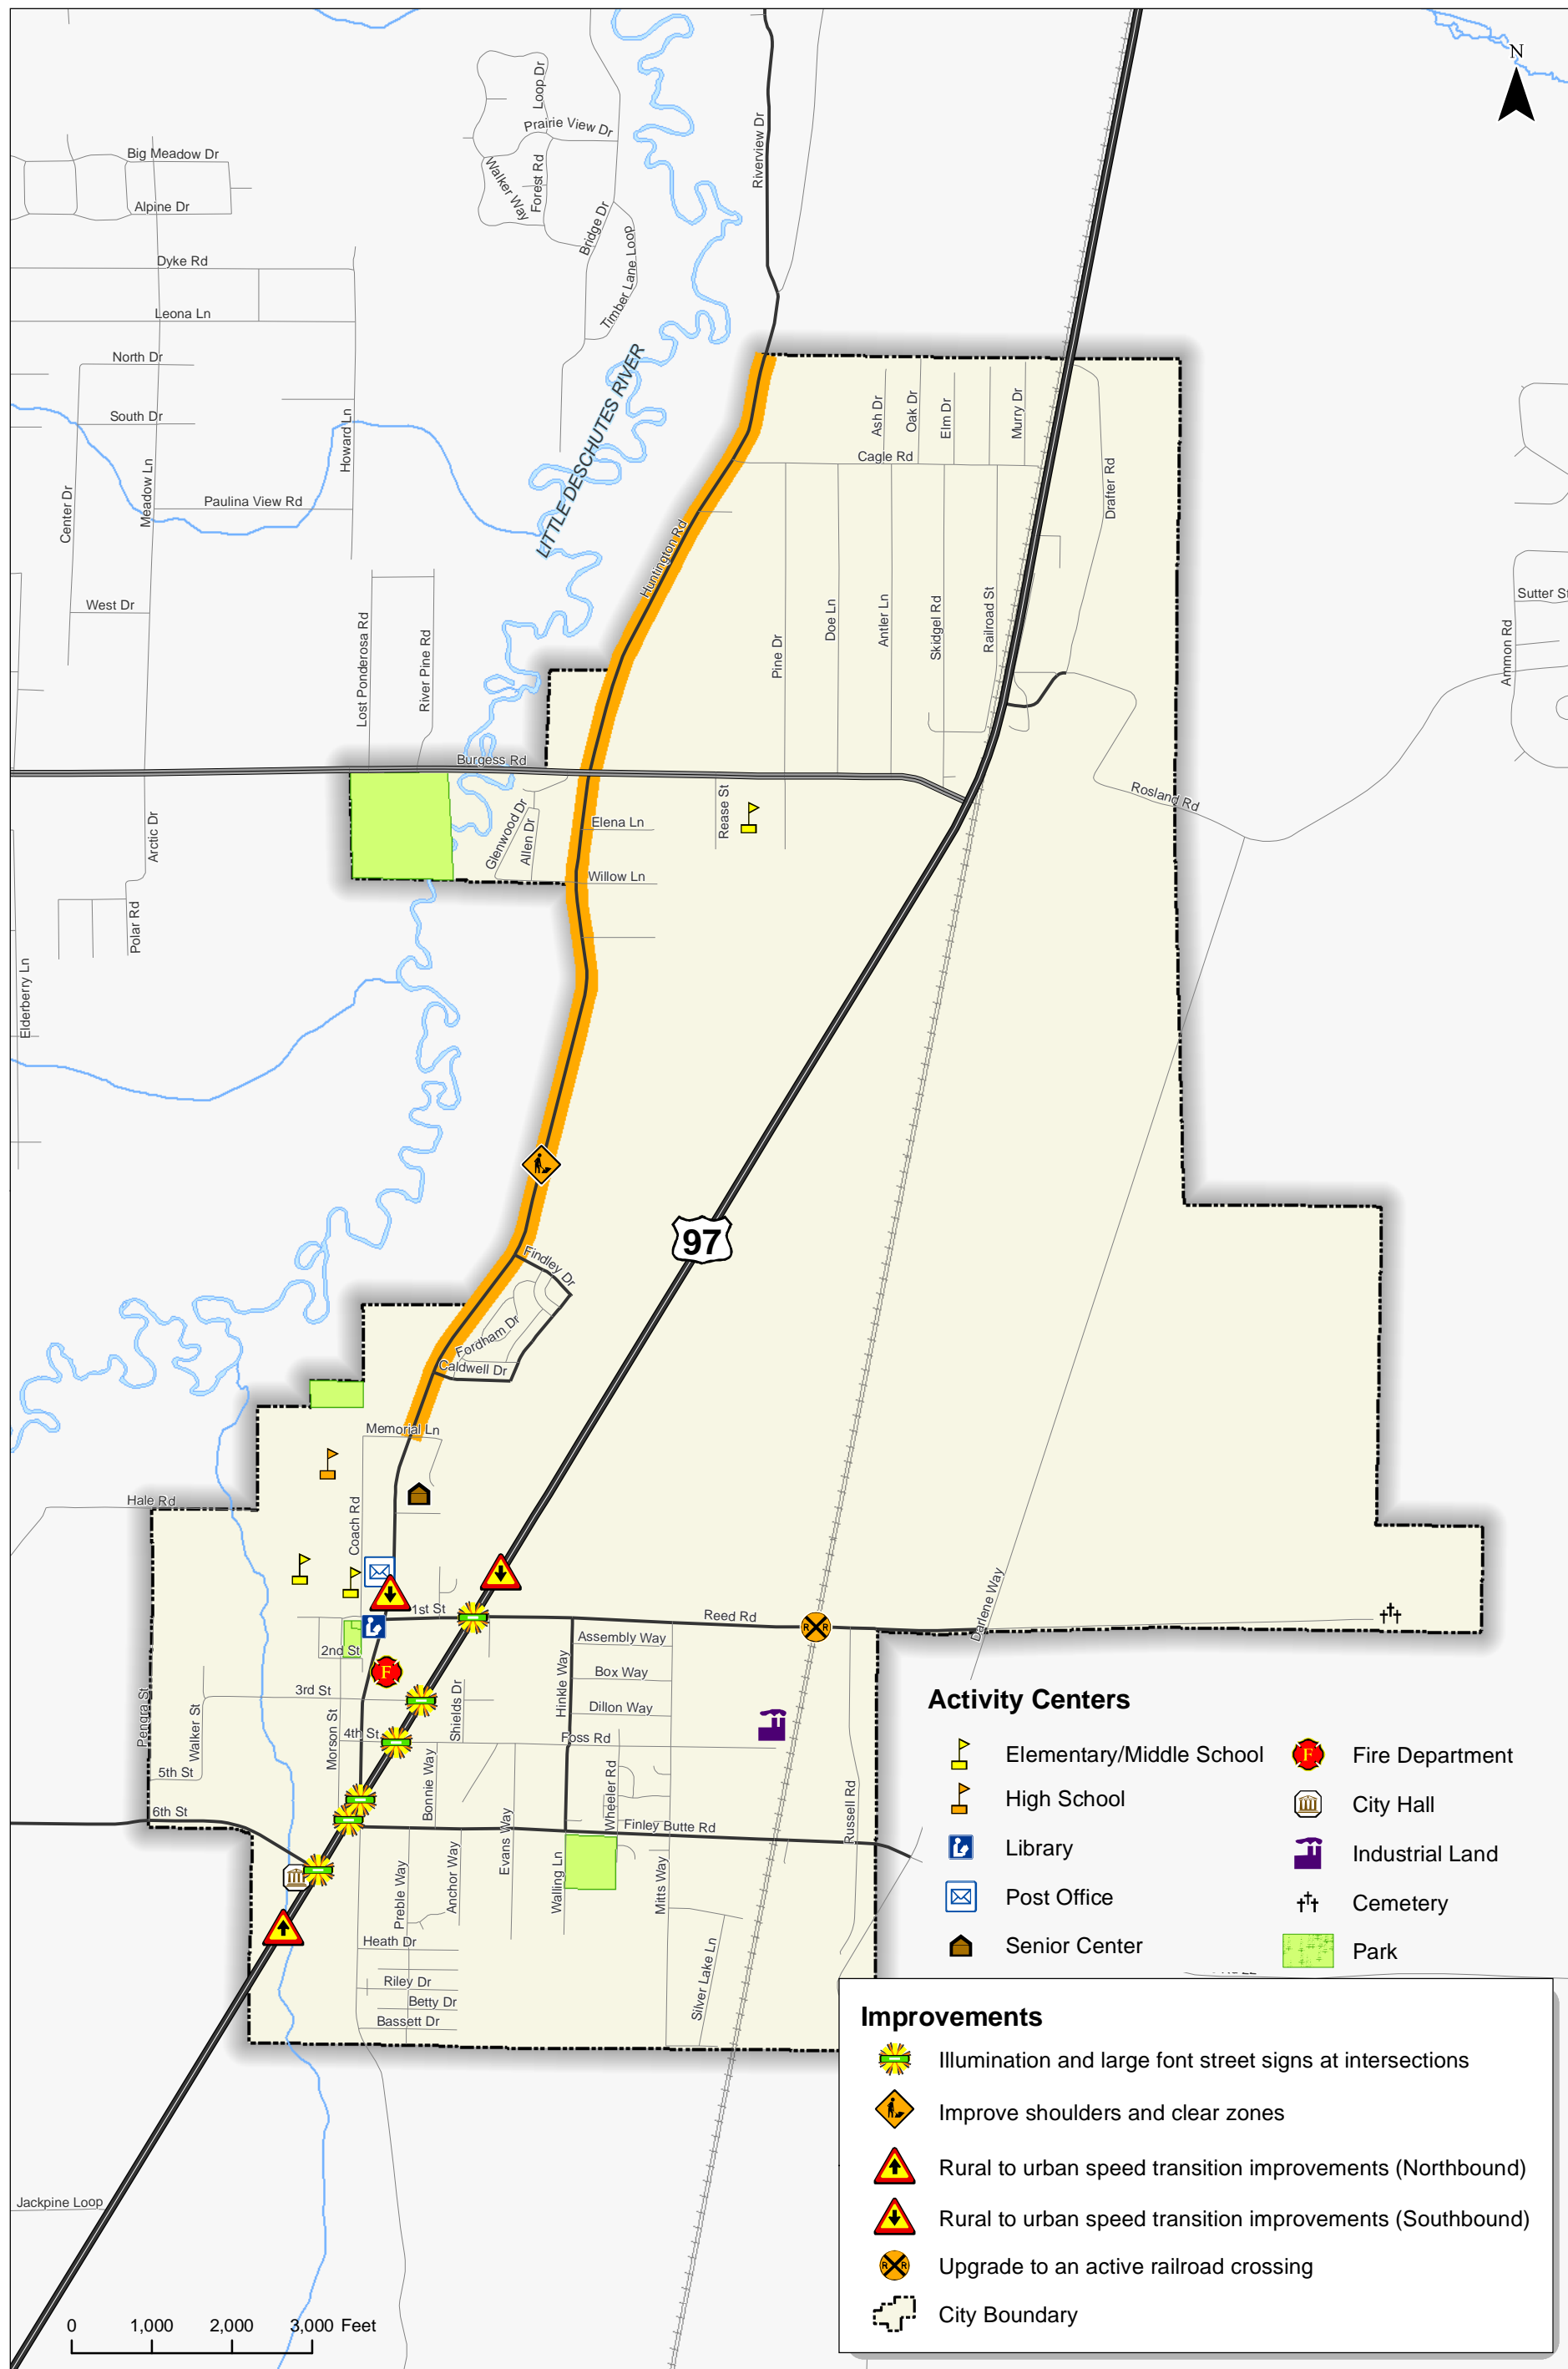 N
Loop Dr
Prairie View Dr
Riverview Dr
Big Meadow Dr
Walker Way
Forest Rd
Alpine Dr
Bridge Dr
Timber Lane Loop
Dyke Rd
Leona Ln
North Dr
LITTLE DESCHUTES RIVER
South Dr
Howard Ln
Ash Dr
Oak Dr
Elm Dr
Murry Dr
Cagle Rd
Drafter Rd
Meadow Ln
Center Dr
Paulina View Rd
Huntington Rd
West Dr
Sutter St
Lost Ponderosa Rd
River Pine Rd
Pine Dr
Doe Ln
Antler Ln
Skidgel Rd
Railroad St
Ammon Rd
Burgess Rd
Rosland Rd
Arctic Dr
Glenwood Dr
Allen Dr
Elena Ln
Rease St
Willow Ln
Polar Rd
Elderberry Ln
97
Findley Dr
Fordham Dr
Caldwell Dr
Memorial Ln
Hale Rd
Coach Rd
1st St
Reed Rd
R R
Darlene Way
2nd St
Assembly Way
F
Box Way
Hinkle Way
3rd St
Shields Dr
Dillon Way
Pengra St
Walker St
Morson St
4th St
Foss Rd
5th St
Bonnie Way
Wheeler Rd
Russell Rd
6th St
Evans Way
Finley Butte Rd
Preble Way
Anchor Way
Walling Ln
Mitts Way
Heath Dr
Silver Lake Ln
Riley Dr
Betty Dr
Bassett Dr
Jackpine Loop
0 1,000 2,000 3,000 Feet
Activity Centers
Elementary/Middle School
F Fire Department
High School
City Hall
Library
Industrial Land
Post Office
Cemetery
Senior Center
Park
Improvements
Illumination and large font street signs at intersections
Improve shoulders and clear zones
Rural to urban speed transition improvements (Northbound)
Rural to urban speed transition improvements (Southbound)
R R Upgrade to an active railroad crossing
City Boundary